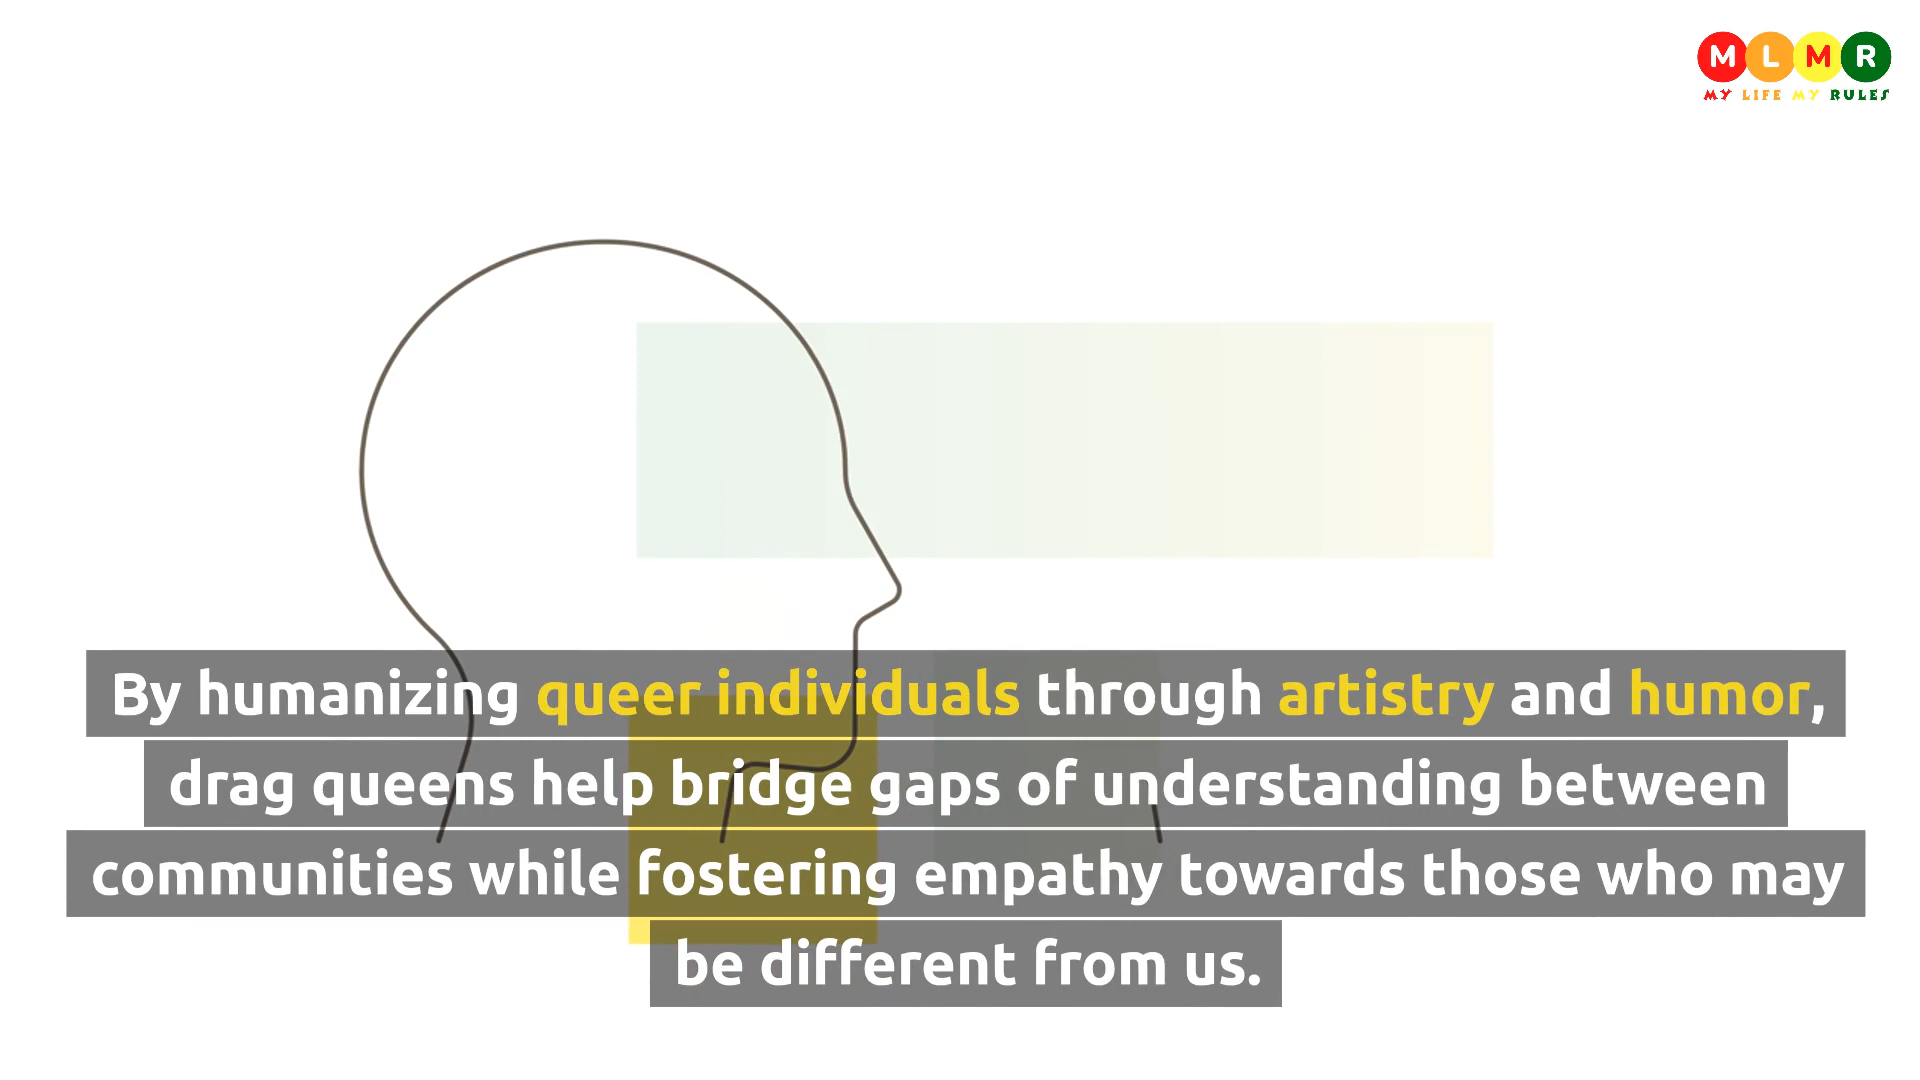 M L M R
MY LIFE MY RULES
By humanizing queer individuals through artistry and humor,
drag queens help bridge gaps of understanding between
communities while fostering empathy towards those who may
be different from us.